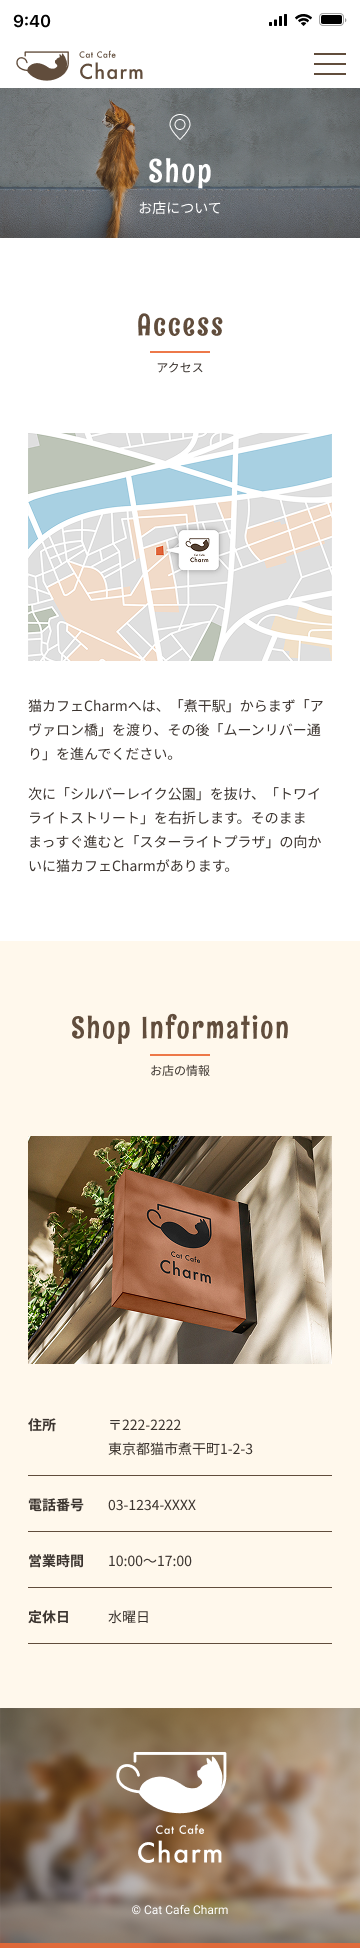 9:40
Cat Cafe
Charm
Shop
お店について
Access
アクセス
Cat Cafe
Charm
猫カフェCharmへは、「煮干駅」からまず「ア
ヴァロン橋」を渡り、その後「ムーンリバー通
り」を進んでください。
次に「シルバーレイク公園」を抜け、「トワイ
ライトストリート」を右折します。そのまま
まっすぐ進むと「スターライトプラザ」の向か
いに猫カフェCharmがあります。
Shop Information
お店の情報
Cat Cafe
Charm
住所 〒222-2222
東京都猫市煮干町1-2-3
電話番号 03-1234-XXXX
営業時間 10:00〜17:00
定休日 水曜日
Cat Cafe
Charm
© Cat Cafe Charm